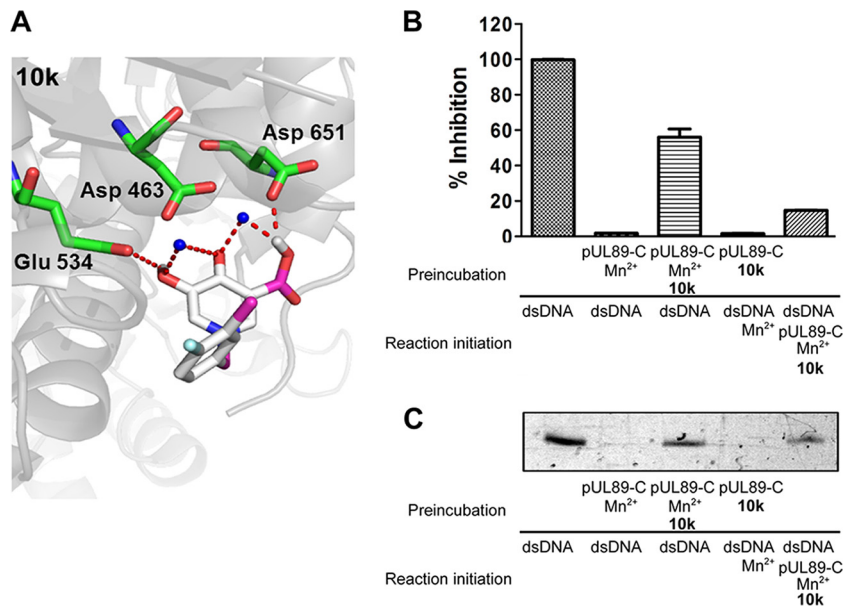 A
10k
Asp 651
Asp 463
Glu 534
B
120
100
80
60
40
20
0
% Inhibition
pUL89-C pUL89-C pUL89-C
Mn²⁺ Mn²⁺ 10k
10k
Preincubation
dsDNA dsDNA dsDNA dsDNA dsDNA
Mn²⁺ pUL89-C
Reaction initiation
Mn²⁺
10k
C
pUL89-C pUL89-C pUL89-C
Mn²⁺ Mn²⁺ 10k
Preincubation
10k
dsDNA dsDNA dsDNA dsDNA dsDNA
Mn²⁺ pUL89-C
Reaction initiation
Mn²⁺
10k